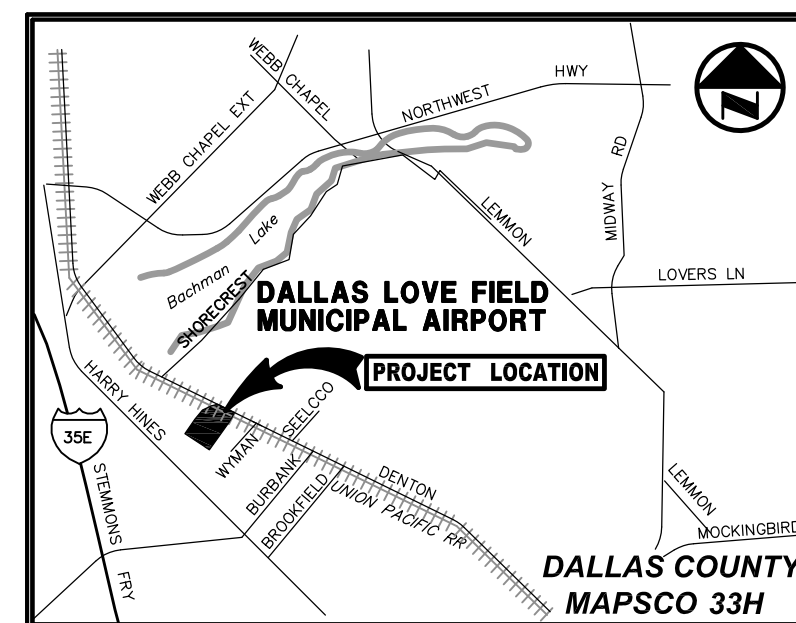 WEBB CHAPEL
HWY
NORTHWEST
WEBB CHAPEL EXT
N
MIDWAY RD
LEMMON
Bachman Lake
LOVERS LN
SHORECREST
DALLAS LOVE FIELD
MUNICIPAL AIRPORT
PROJECT LOCATION
HARRY HINES
SEELCCO
WYMAN
35E
STEMMONS FRY
BURBANK
BROOKFIELD
DENTON
UNION PACIFIC RR
LEMMON
MOCKINGBIRD
DALLAS COUNTY
MAPSCO 33H